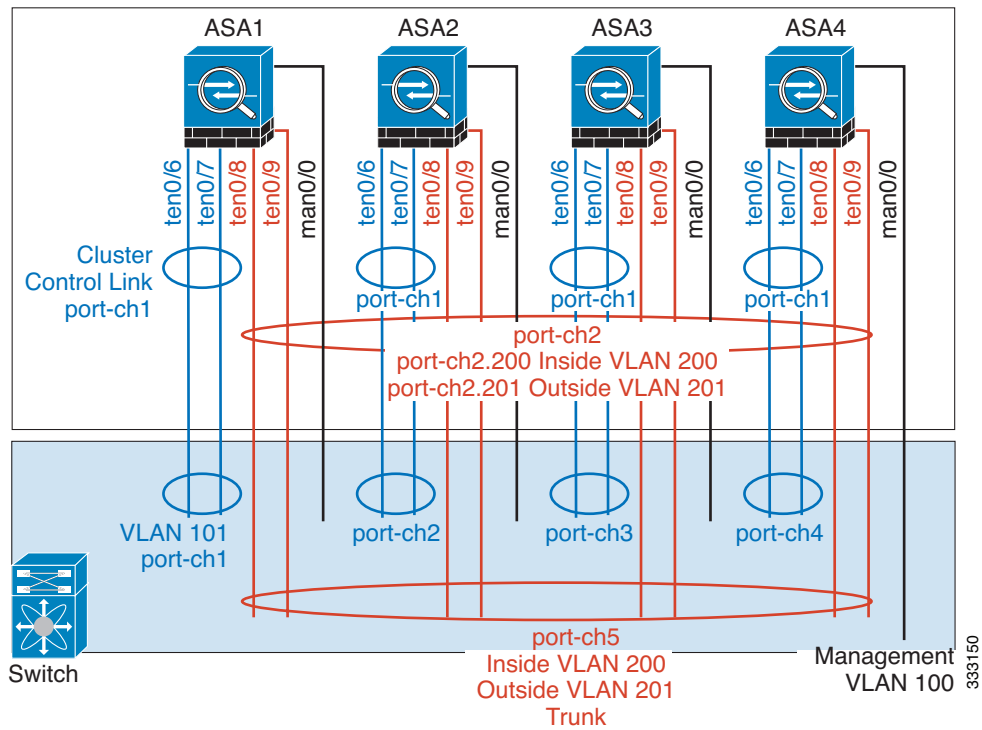 ASA1
ASA2
ASA3
ASA4
ten0/6
ten0/7
ten0/8
ten0/9
man0/0
ten0/6
ten0/7
ten0/8
ten0/9
man0/0
ten0/6
ten0/7
ten0/8
ten0/9
man0/0
ten0/6
ten0/7
ten0/8
ten0/9
man0/0
Cluster
Control Link
port-ch1
port-ch1
port-ch1
port-ch1
port-ch2
port-ch2.200 Inside VLAN 200
port-ch2.201 Outside VLAN 201
VLAN 101
port-ch1
port-ch2
port-ch3
port-ch4
Switch
port-ch5
Inside VLAN 200
Outside VLAN 201
Trunk
Management
VLAN 100
333150